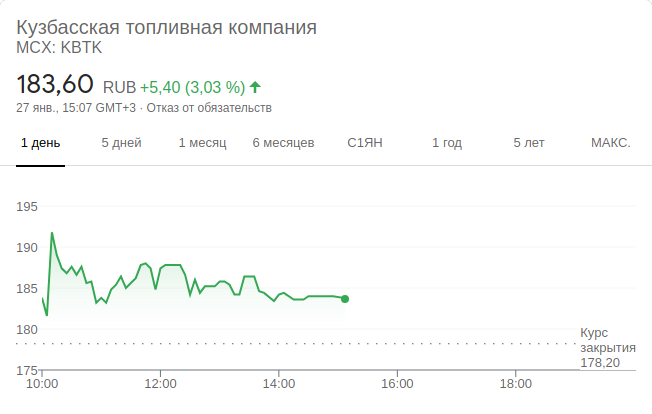 Кузбасская топливная компания
MCX: KBTK
183,60 RUB +5,40 (3,03 %)
27 янв., 15:07 GMT+3 · Отказ от обязательств
1 день 5 дней 1 месяц 6 месяцев С1ЯН 1 год 5 лет МАКС.
195
190
185
180
Курс
закрытия
178,20
175
10:00 12:00 14:00 16:00 18:00